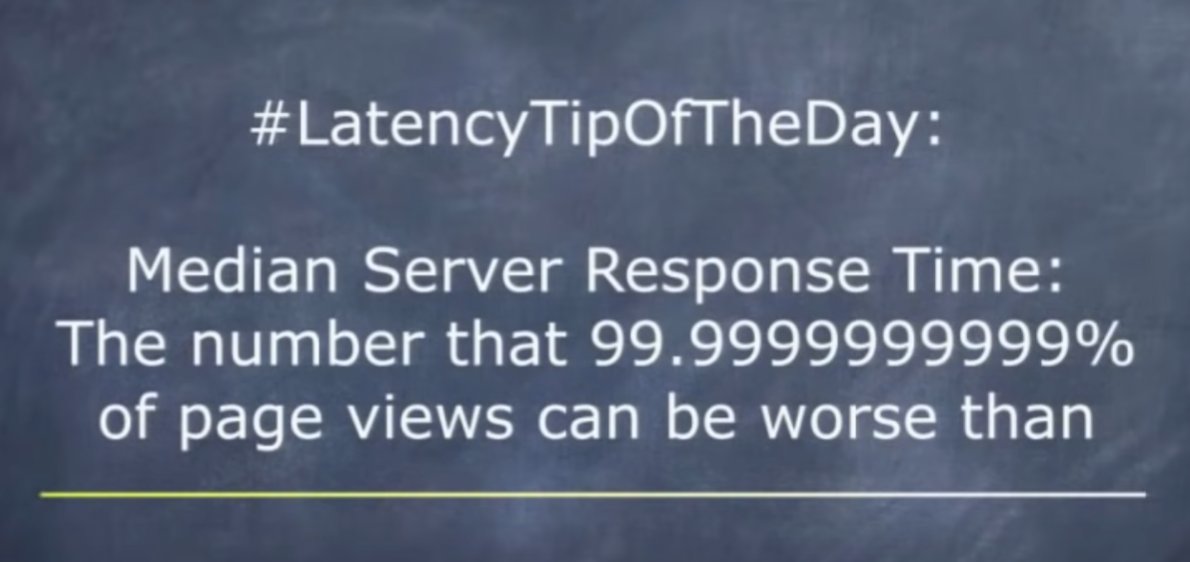 #LatencyTipOfTheDay:
Median Server Response Time:
The number that 99.9999999999%
of page views can be worse than